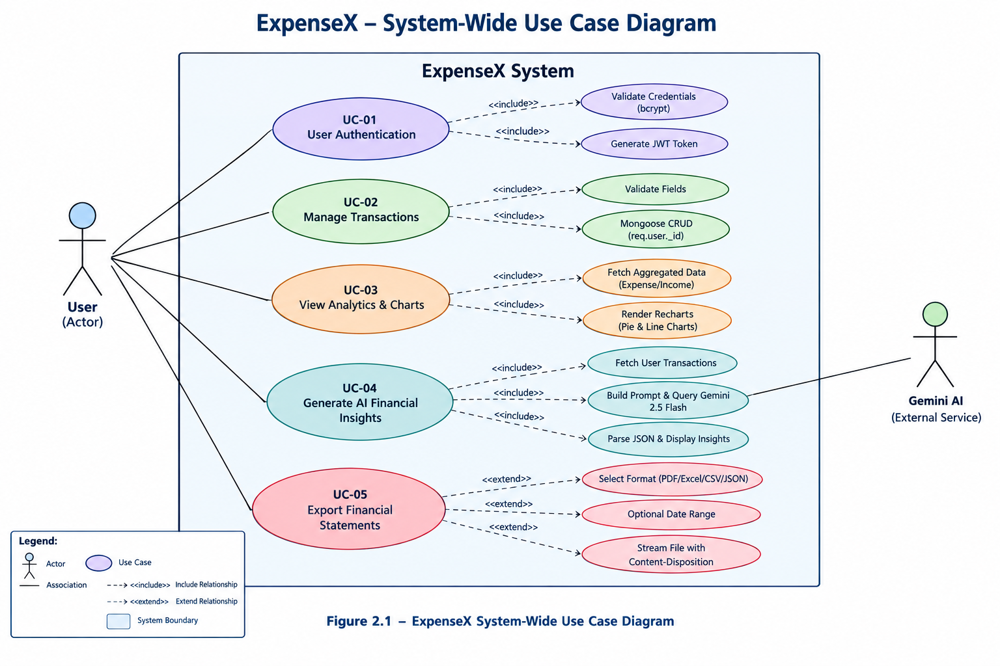 ExpenseX – System-Wide Use Case Diagram
ExpenseX System
UC-01
User Authentication
<<include>>
Validate Credentials
(bcrypt)
<<include>>
Generate JWT Token
UC-02
Manage Transactions
<<include>>
Validate Fields
<<include>>
Mongoose CRUD
(req.user._id)
User
(Actor)
UC-03
View Analytics & Charts
<<include>>
Fetch Aggregated Data
(Expense/Income)
<<include>>
Render Recharts
(Pie & Line Charts)
UC-04
Generate AI Financial
Insights
<<include>>
Fetch User Transactions
<<include>>
Build Prompt & Query Gemini
2.5 Flash
<<include>>
Parse JSON & Display Insights
Gemini AI
(External Service)
UC-05
Export Financial
Statements
<<extend>>
Select Format (PDF/Excel/CSV/JSON)
<<extend>>
Optional Date Range
<<extend>>
Stream File with
Content-Disposition
Legend:
Actor
Use Case
Association
<<include>> Include Relationship
<<extend>> Extend Relationship
System Boundary
Figure 2.1 – ExpenseX System-Wide Use Case Diagram